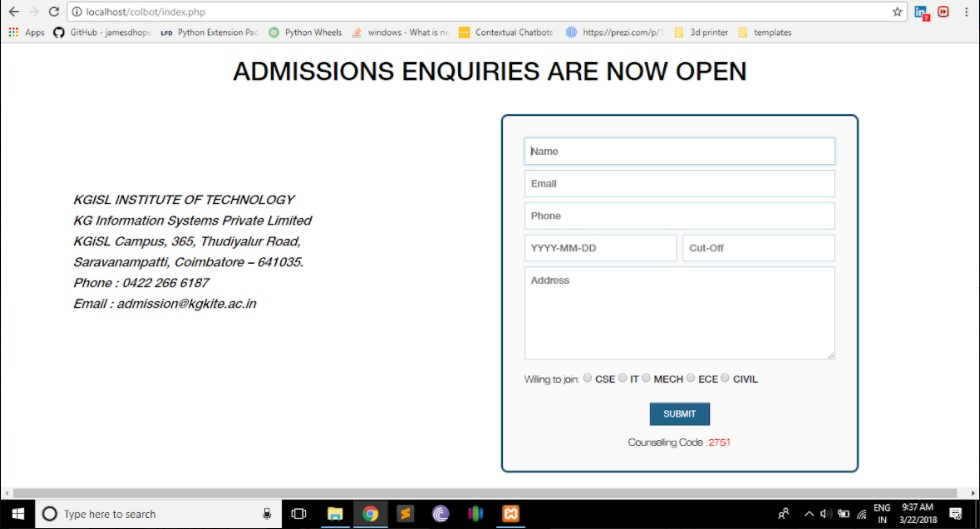 localhost/colbot/index.php
Apps GitHub - jamesdhope LFD Python Extension Pac Python Wheels windows - What is ne Contextual Chatbots https://prezi.com/p/1 3d printer templates
ADMISSIONS ENQUIRIES ARE NOW OPEN
Name
Email
KGISL INSTITUTE OF TECHNOLOGY
KG Information Systems Private Limited
KGiSL Campus, 365, Thudiyalur Road,
Saravanampatti, Coimbatore – 641035.
Phone : 0422 266 6187
Email : admission@kgkite.ac.in
Phone
YYYY-MM-DD Cut-Off
Address
Willing to join: CSE IT MECH ECE CIVIL
SUBMIT
Counselling Code :2751
Type here to search
ENG 9:37 AM
IN 3/22/2018